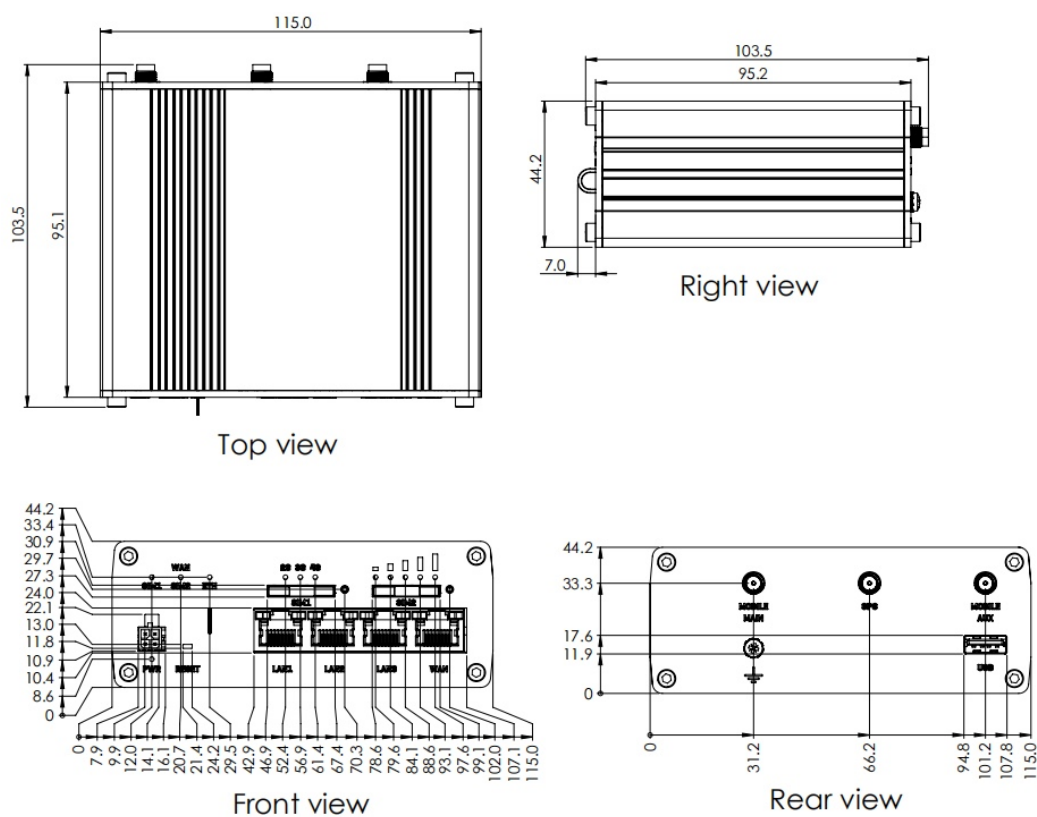 115.0
103.5
95.1
Top view
103.5
95.2
44.2
7.0
Right view
44.2
33.4
30.9
29.7
27.3
24.0
22.1
13.0
11.8
10.9
10.4
8.6
0
WAN
SIM1 SIM2 ETH
2G 3G 4G
SIM1
SIM2
PWR
RESET
LAN1
LAN2
LAN3
WAN
0
7.9
9.9
12.0
14.1
16.1
20.7
21.4
24.2
29.5
42.9
46.9
52.4
56.9
61.4
67.4
70.3
78.6
79.6
84.1
88.6
93.1
97.6
99.1
102.0
107.1
115.0
Front view
44.2
33.3
17.6
11.9
0
MOBILE
MAIN
GPS
MOBILE
AUX
USB
0
31.2
66.2
94.8
101.2
107.8
115.0
Rear view